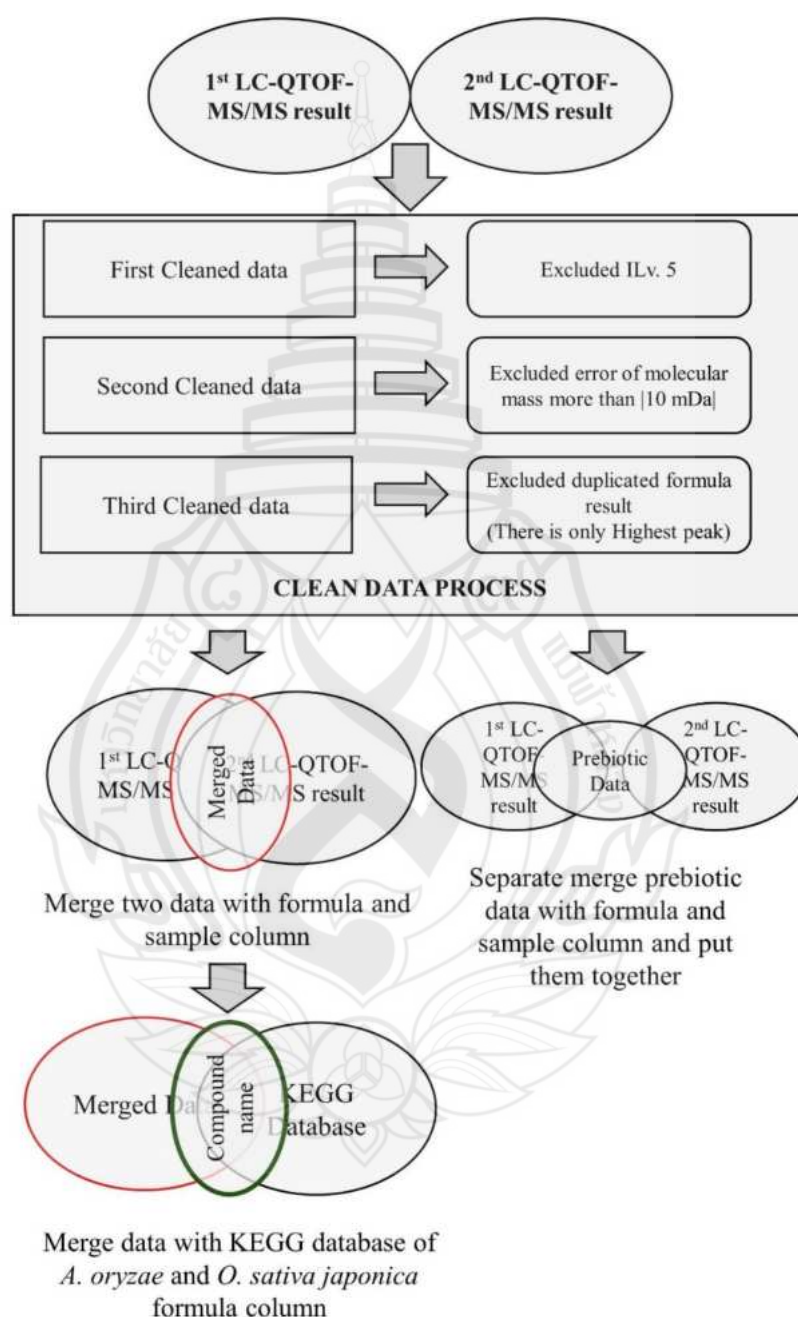 1st LC-QTOF-
MS/MS result
2nd LC-QTOF-
MS/MS result
First Cleaned data
Excluded ILv. 5
Second Cleaned data
Excluded error of molecular
mass more than |10 mDa|
Third Cleaned data
Excluded duplicated formula
result
(There is only Highest peak)
CLEAN DATA PROCESS
1st LC-Q
MS/MS
Merged
Data
2nd LC-QTOF-
MS/MS result
1st LC-
QTOF-
MS/MS
result
Prebiotic
Data
2nd LC-
QTOF-
MS/MS
result
Merge two data with formula and
sample column
Separate merge prebiotic
data with formula and
sample column and put
them together
Merged Data
Compound
name
KEGG
Database
Merge data with KEGG database of
A. oryzae and O. sativa japonica
formula column